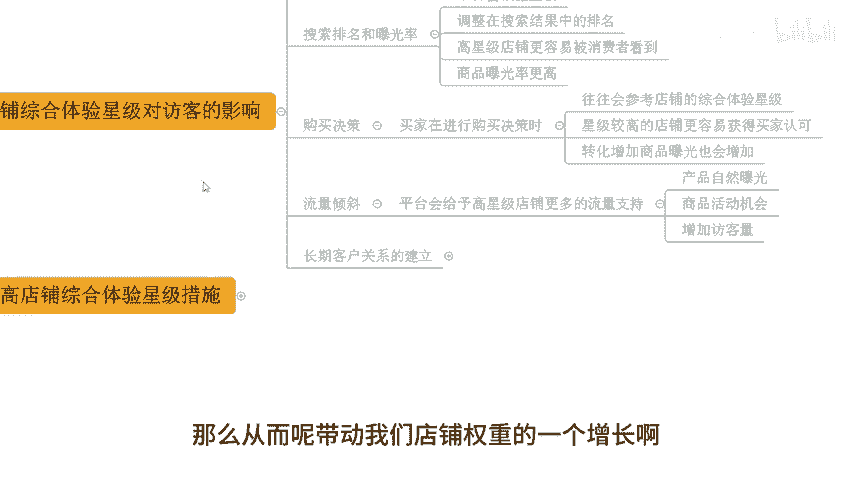 搜索排名和曝光率
调整在搜索结果中的排名
高星级店铺更容易被消费者看到
商品曝光率更高
铺综合体验星级对访客的影响
购买决策
买家在进行购买决策时
往往会参考店铺的综合体验星级
星级较高的店铺更容易获得买家认可
转化增加商品曝光也会增加
流量倾斜
平台会给予高星级店铺更多的流量支持
产品自然曝光
商品活动机会
增加访客量
长期客户关系的建立
高店铺综合体验星级措施
那么从而呢带动我们店铺权重的一个增长啊